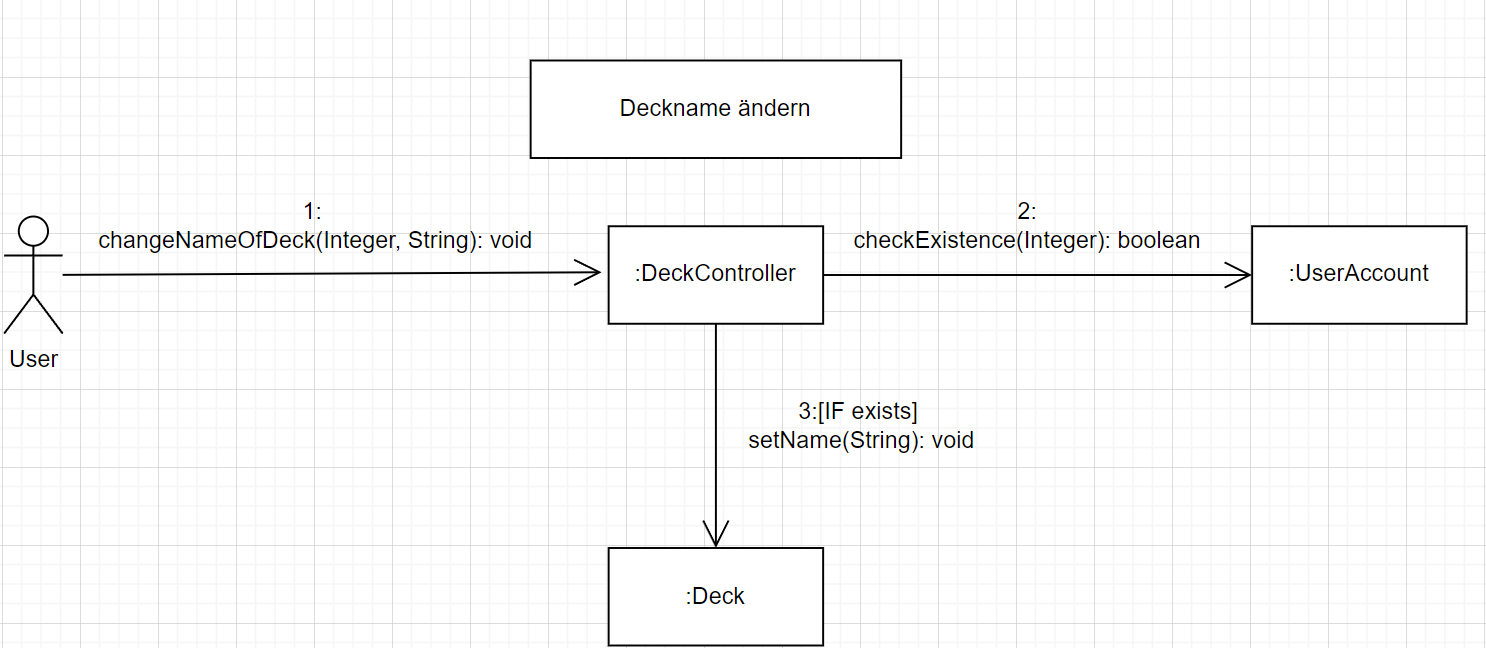 Deckname ändern
1:
changeNameOfDeck(Integer, String): void
2:
checkExistence(Integer): boolean
:DeckController
:UserAccount
User
3:[IF exists]
setName(String): void
:Deck